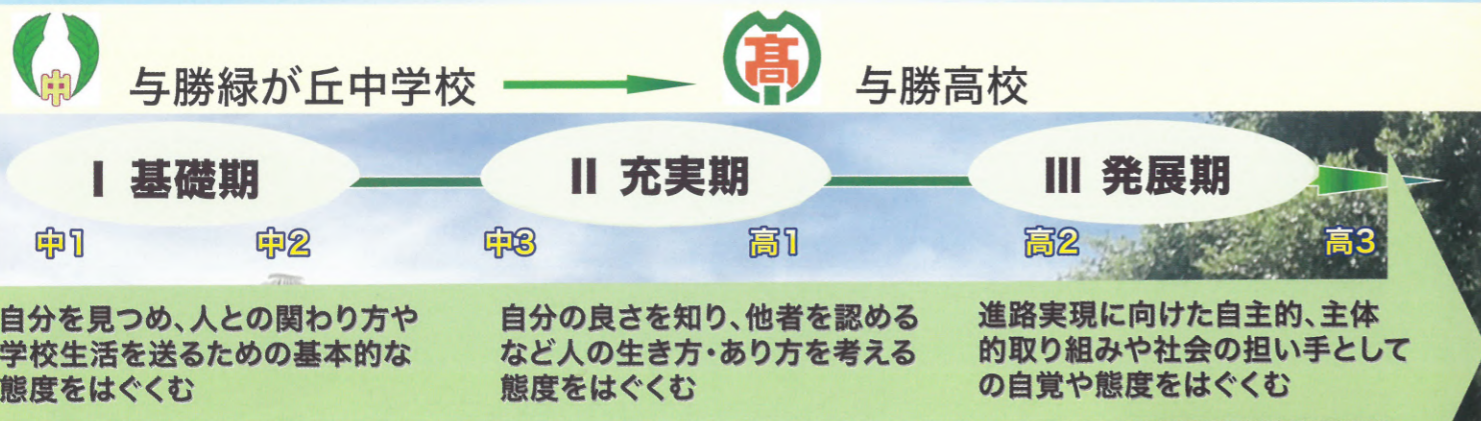 中
与勝緑が丘中学校
髙
与勝高校
I 基礎期
II 充実期
III 発展期
中1
中2
中3
高1
高2
高3
自分を見つめ、人との関わり方や
学校生活を送るための基本的な
態度をはぐくむ
自分の良さを知り、他者を認める
など人の生き方・あり方を考える
態度をはぐくむ
進路実現に向けた自主的、主体
的取り組みや社会の担い手として
の自覚や態度をはぐくむ